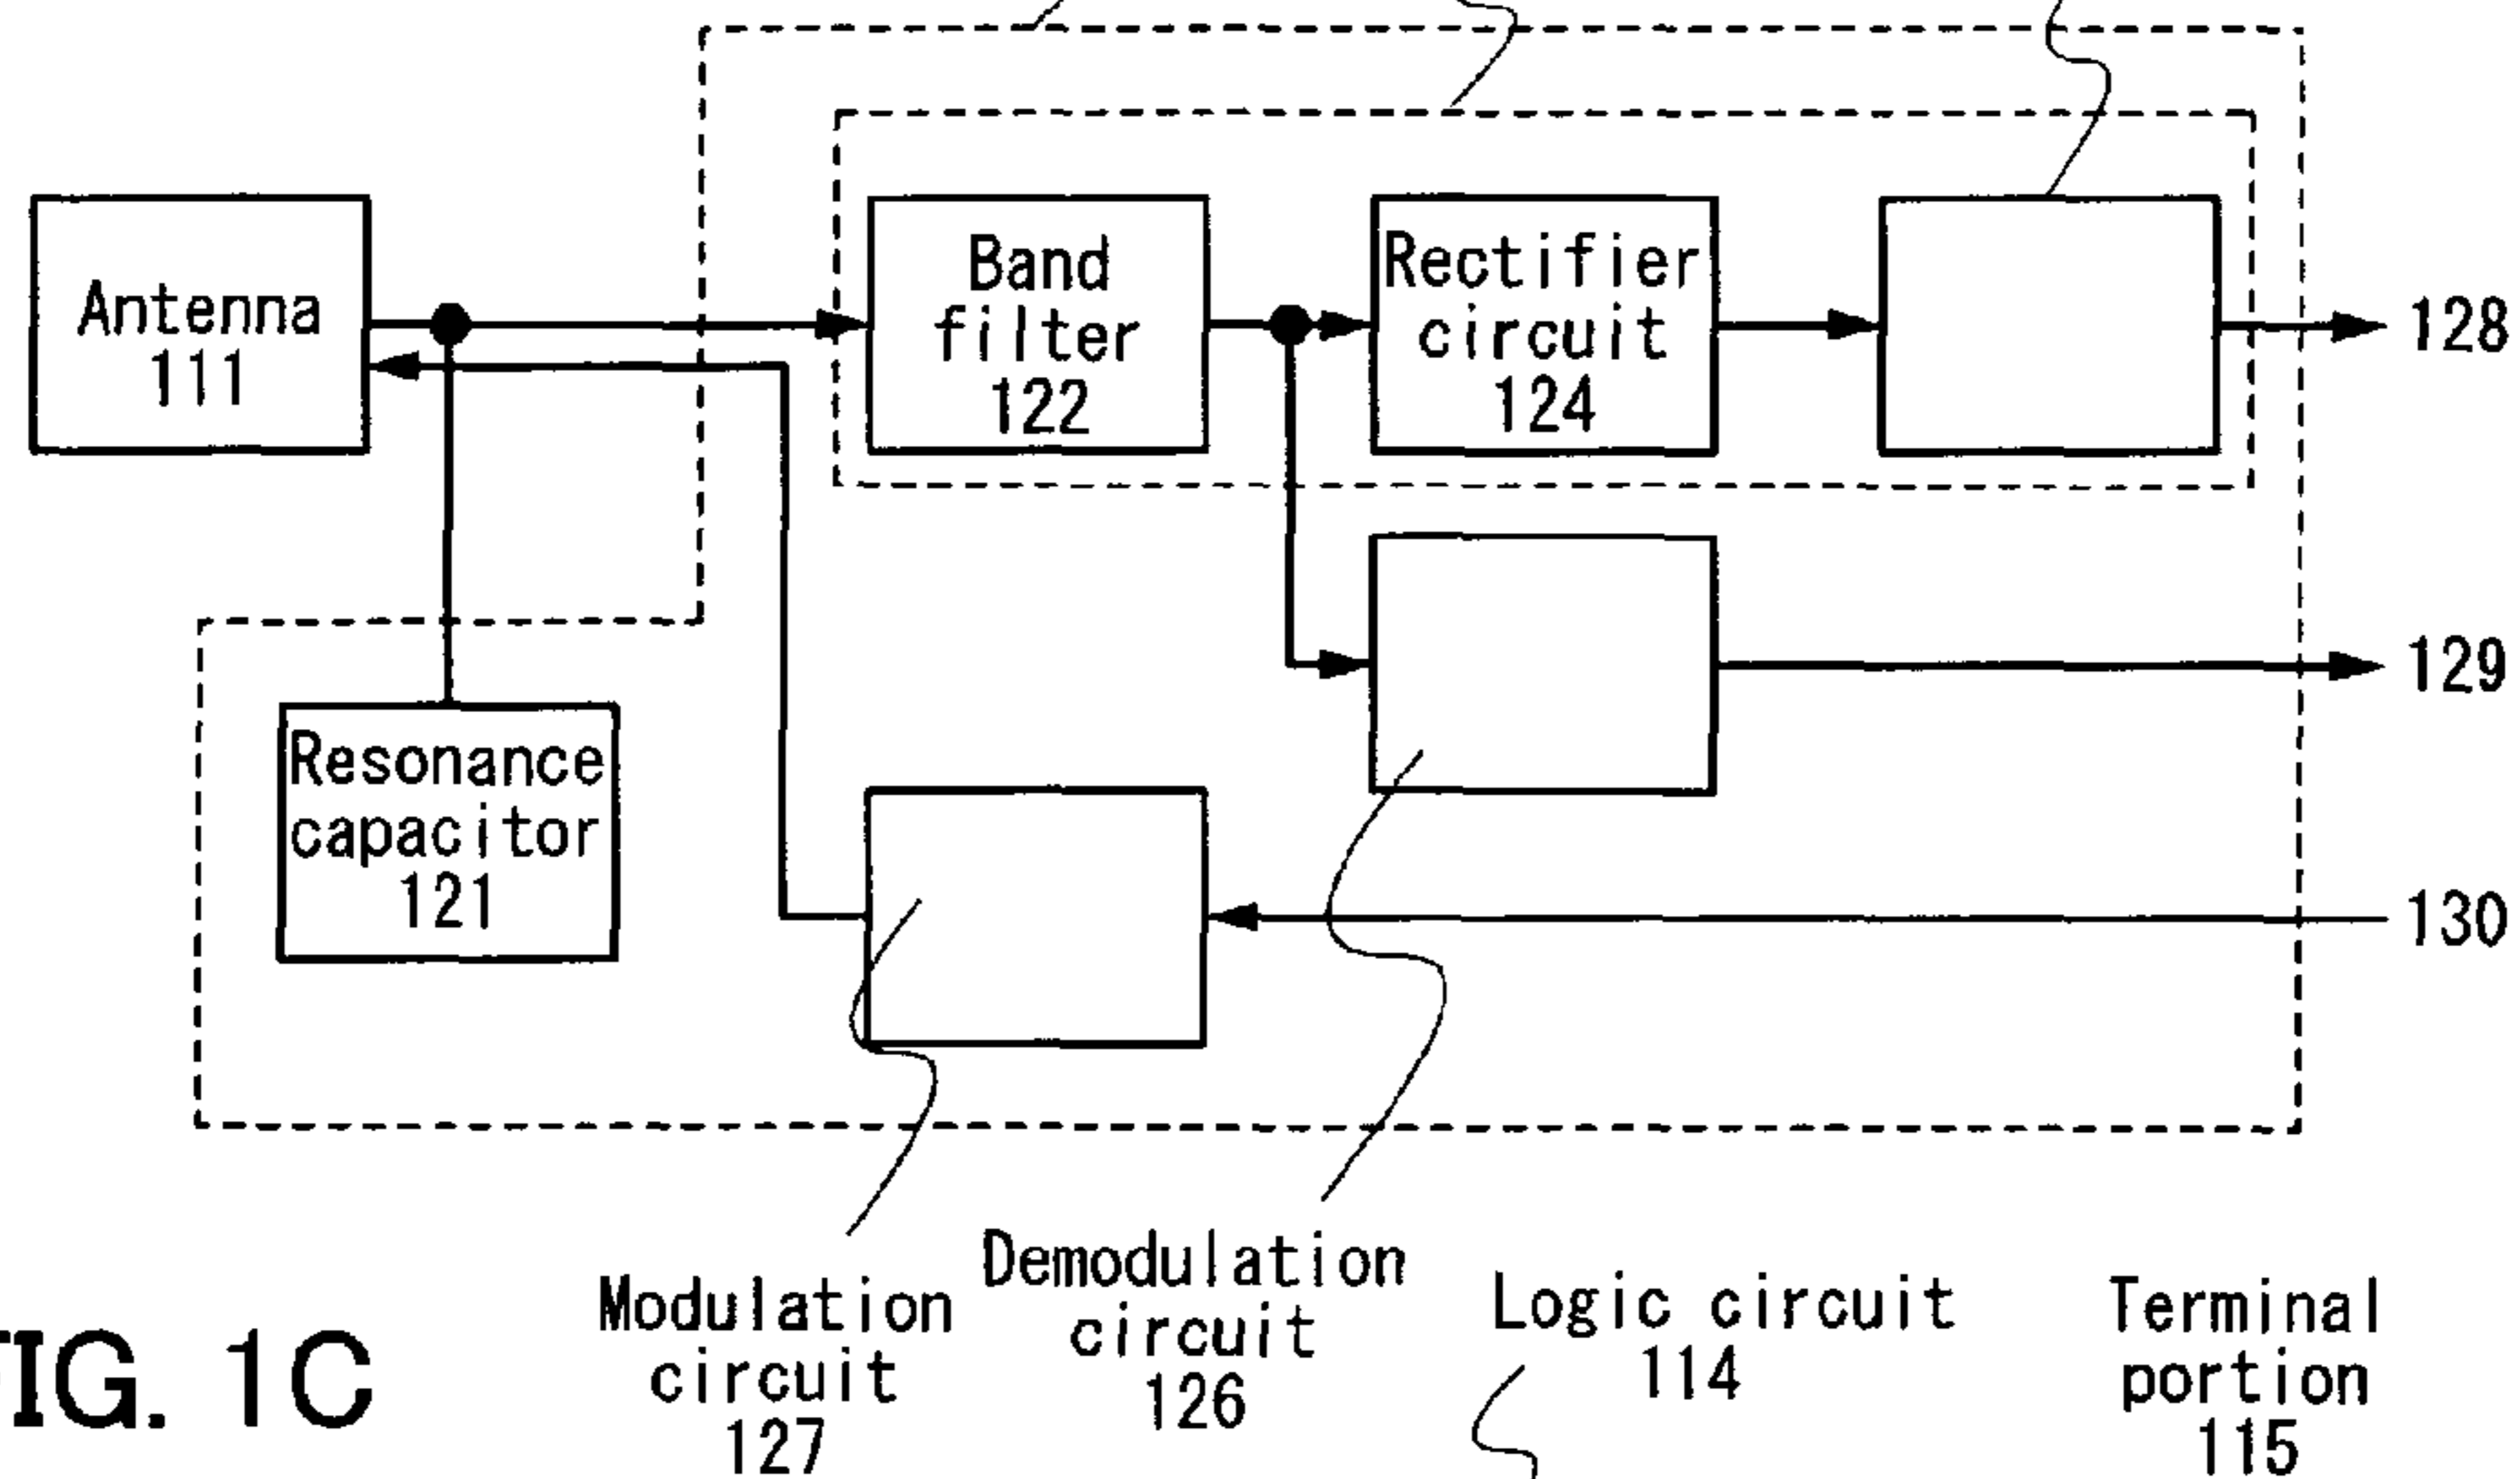 Antenna
111
Band
filter
122
Rectifier
circuit
124
128
129
Resonance
capacitor
121
130
Modulation
circuit
127
Demodulation
circuit
126
Logic circuit
114
Terminal
portion
115
FIG. 1C